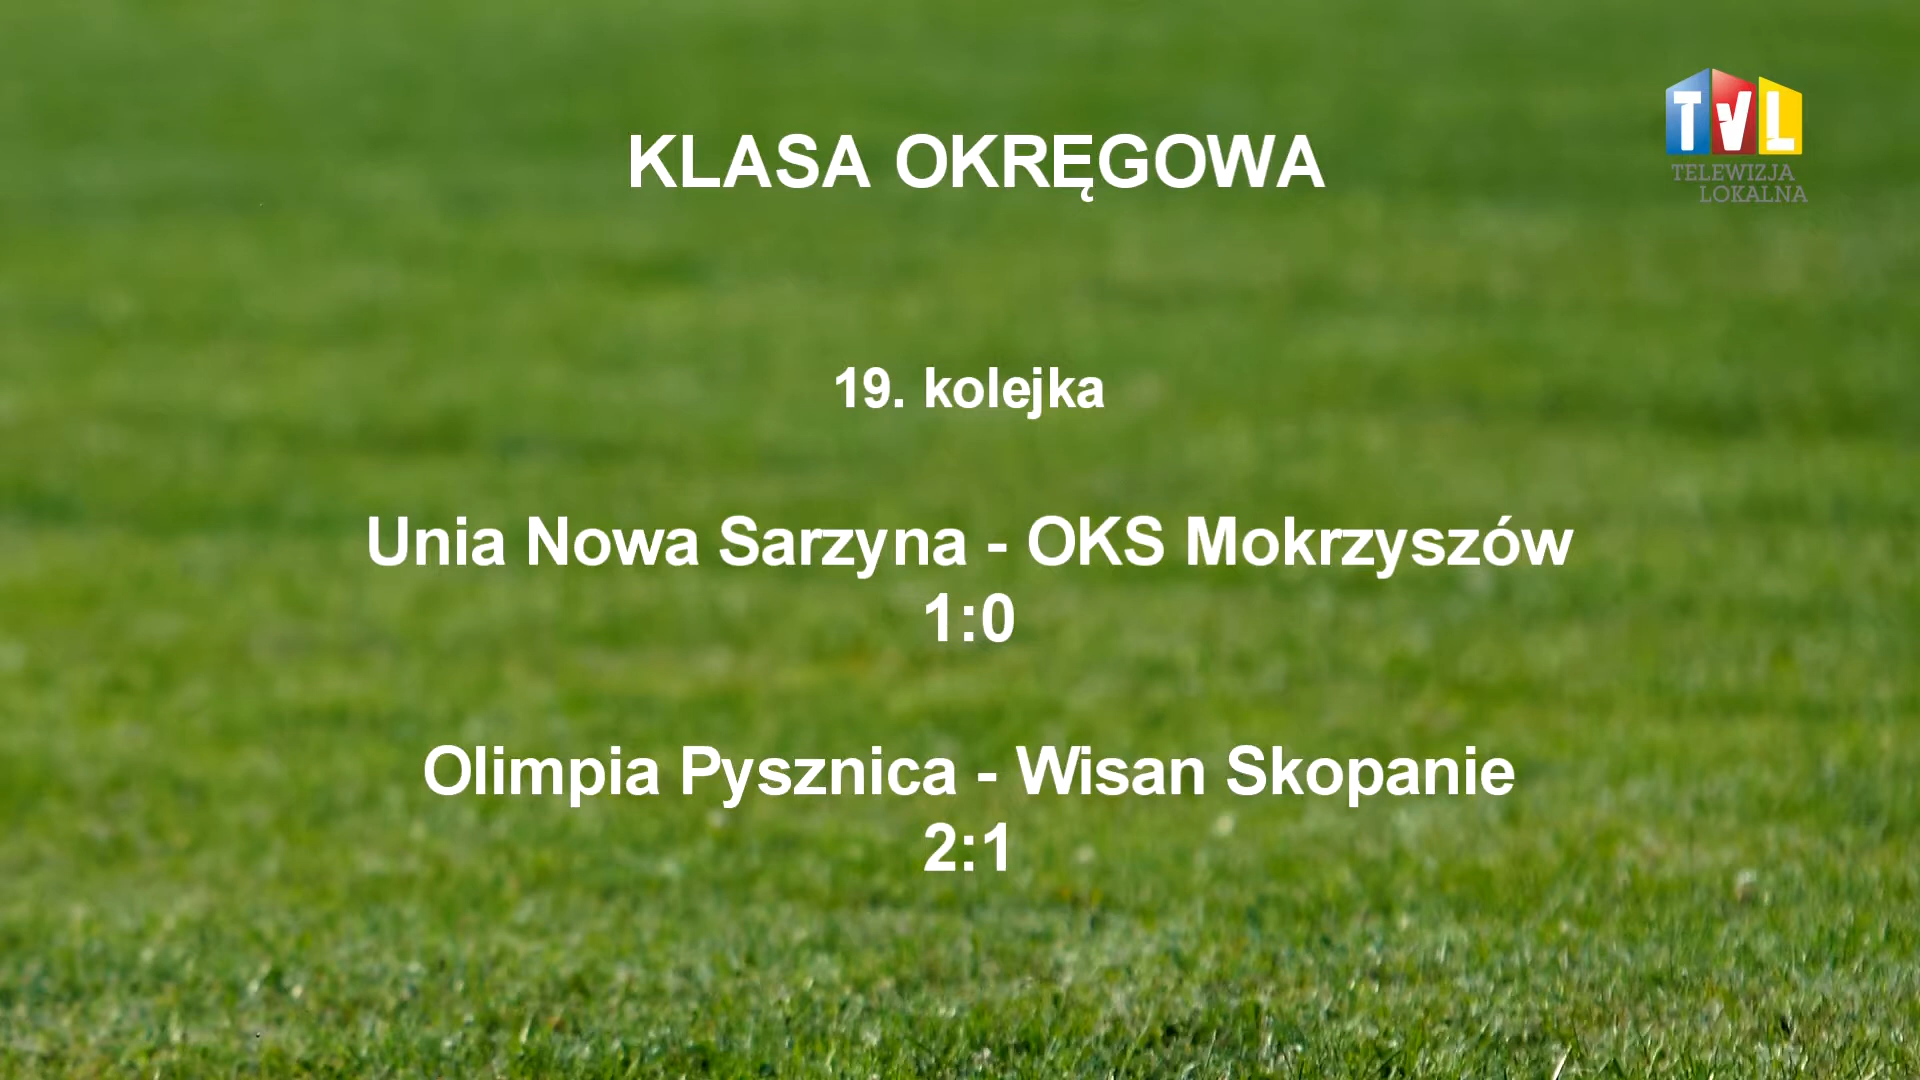 TVL
TELEWIZJA
LOKALNA
KLASA OKRĘGOWA
19. kolejka
Unia Nowa Sarzyna - OKS Mokrzyszów
1:0
Olimpia Pysznica - Wisan Skopanie
2:1